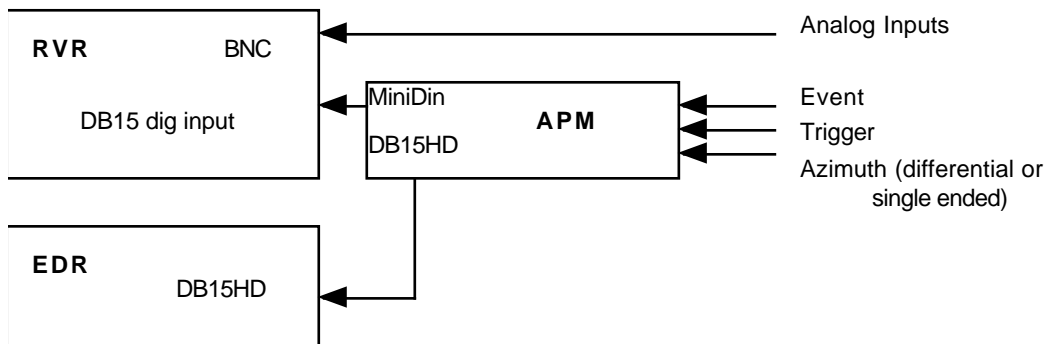 RVR
BNC
DB15 dig input
Analog Inputs
MiniDin
APM
DB15HD
Event
Trigger
Azimuth (differential or
single ended)
EDR
DB15HD